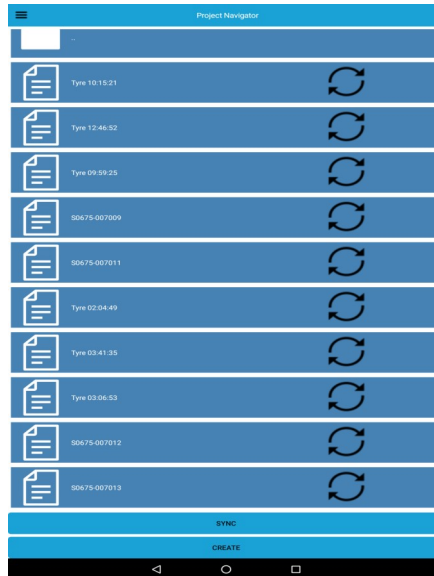 Project Navigator
..
Tyre 10:15:21
Tyre 12:46:52
Tyre 09:59:25
S0675-007009
S0675-007011
Tyre 02:04:49
Tyre 03:41:35
Tyre 03:06:53
S0675-007012
S0675-007013
SYNC
CREATE